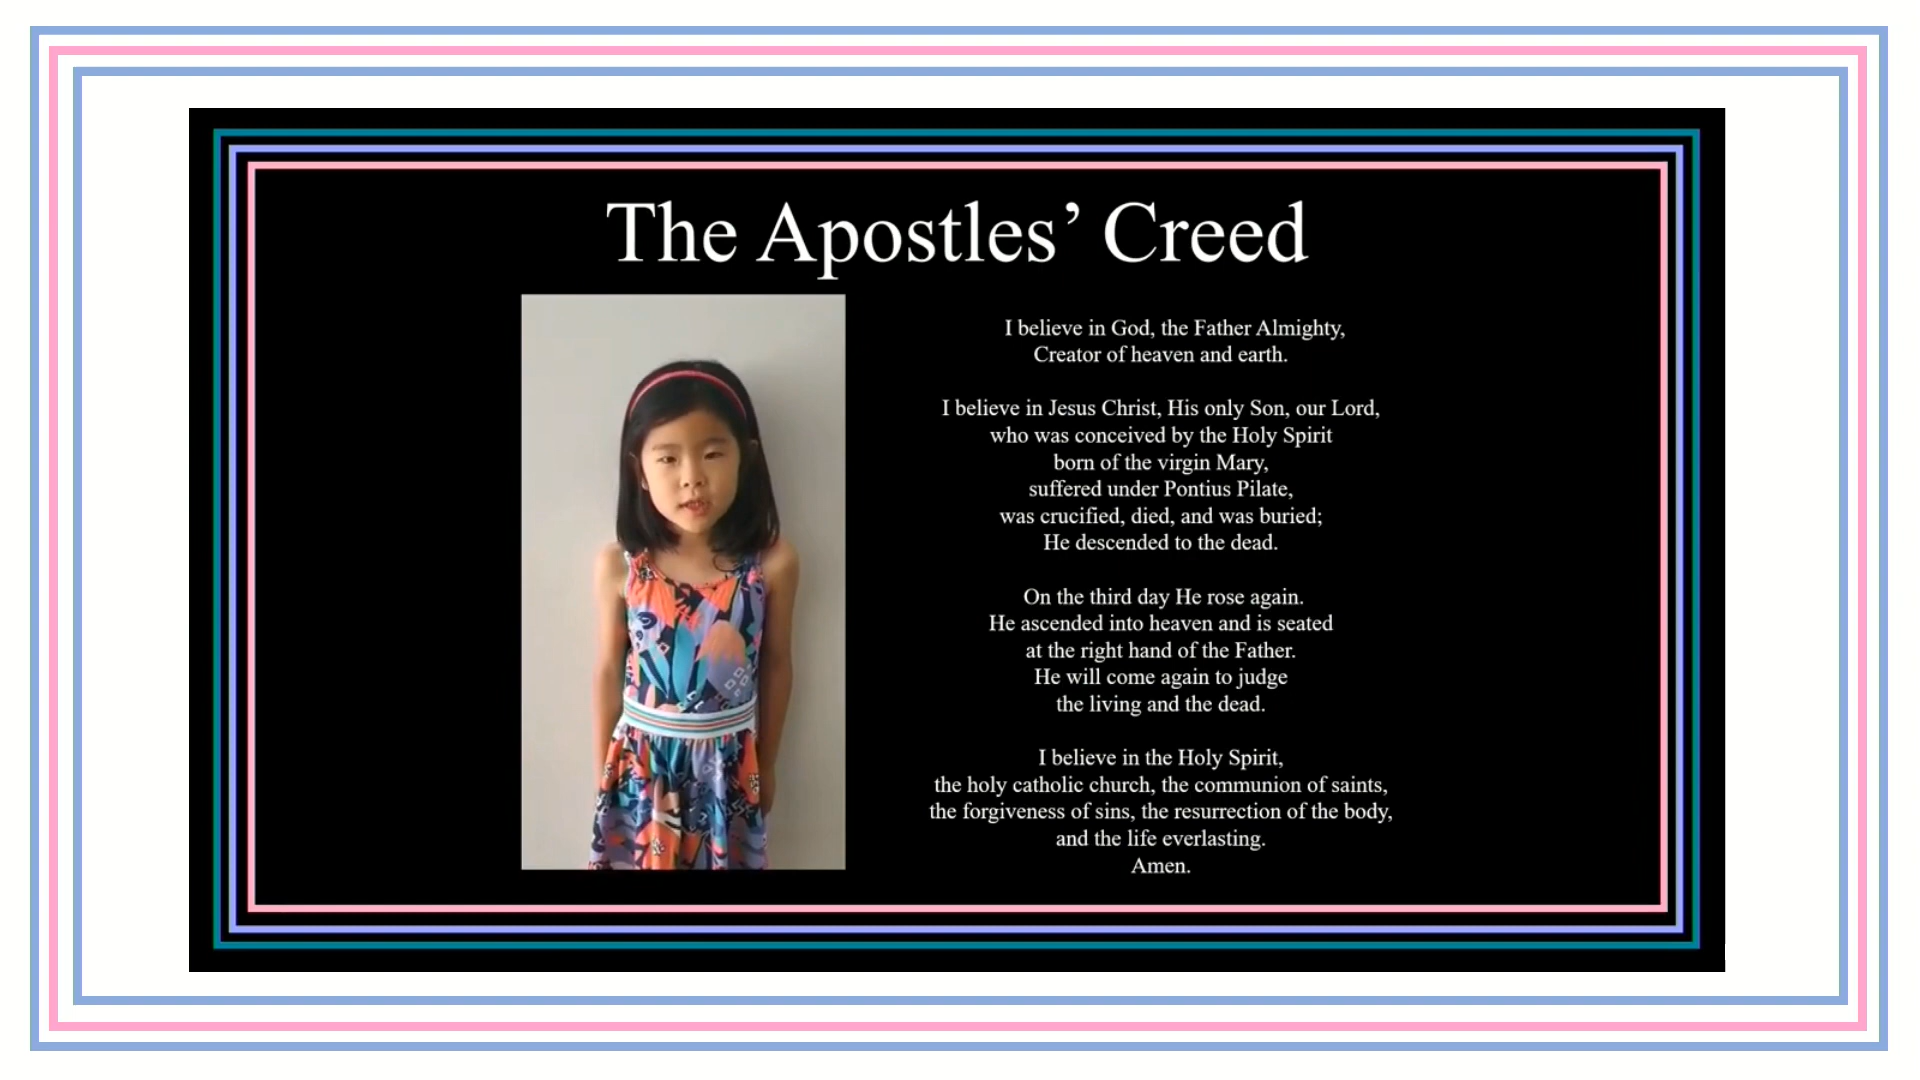 The Apostles’ Creed
I believe in God, the Father Almighty,
Creator of heaven and earth.
I believe in Jesus Christ, His only Son, our Lord,
who was conceived by the Holy Spirit
born of the virgin Mary,
suffered under Pontius Pilate,
was crucified, died, and was buried;
He descended to the dead.
On the third day He rose again.
He ascended into heaven and is seated
at the right hand of the Father.
He will come again to judge
the living and the dead.
I believe in the Holy Spirit,
the holy catholic church, the communion of saints,
the forgiveness of sins, the resurrection of the body,
and the life everlasting.
Amen.